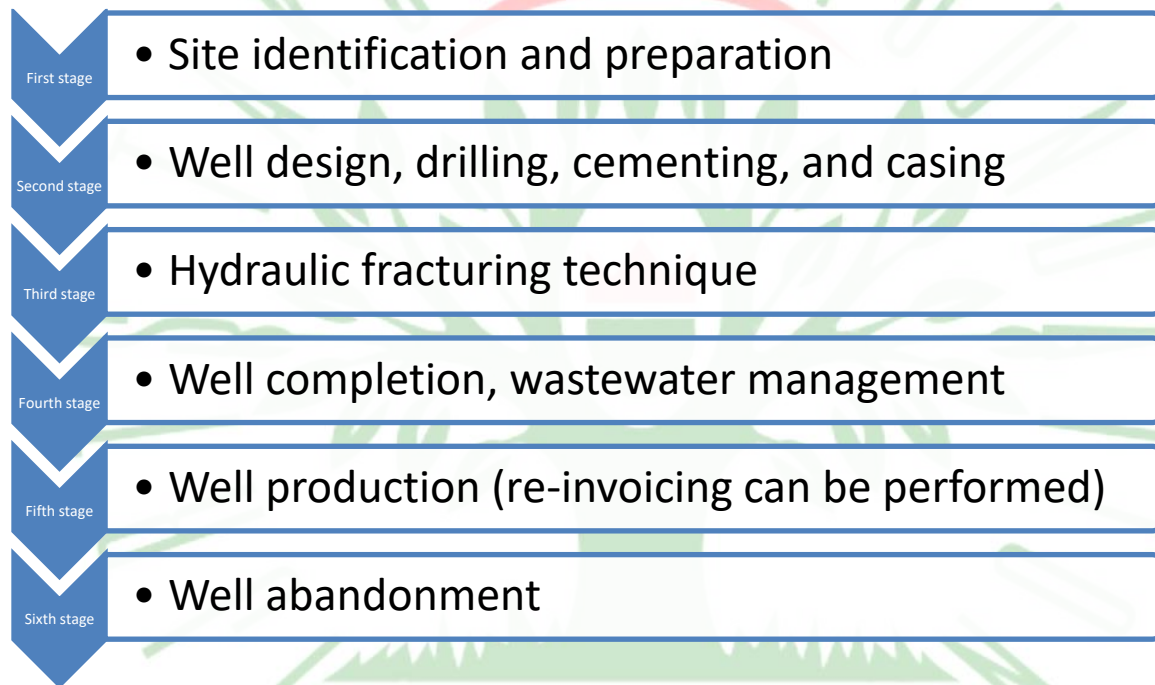 First stage
• Site identification and preparation
Second stage
• Well design, drilling, cementing, and casing
Third stage
• Hydraulic fracturing technique
Fourth stage
• Well completion, wastewater management
Fifth stage
• Well production (re-invoicing can be performed)
Sixth stage
• Well abandonment